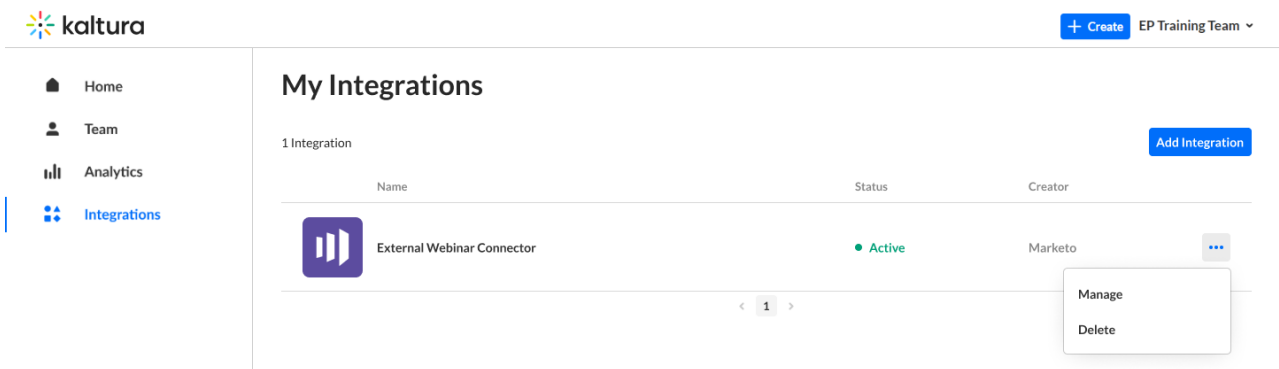 kaltura
Create
EP Training Team
Home
Team
Analytics
Integrations
My Integrations
1 Integration
Add Integration
Name Status Creator
External Webinar Connector Active Marketo
Manage
Delete
1